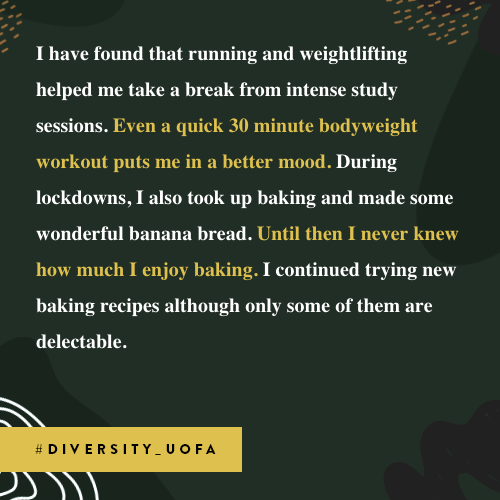 I have found that running and weightlifting
helped me take a break from intense study
sessions. Even a quick 30 minute bodyweight
workout puts me in a better mood. During
lockdowns, I also took up baking and made some
wonderful banana bread. Until then I never knew
how much I enjoy baking. I continued trying new
baking recipes although only some of them are
delectable.
#DIVERSITY_UOFA